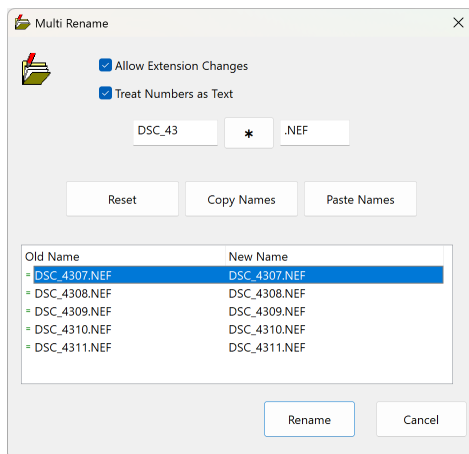 Multi Rename
Allow Extension Changes
Treat Numbers as Text
DSC_43 * .NEF
Reset Copy Names Paste Names
Old Name New Name
= DSC_4307.NEF DSC_4307.NEF
= DSC_4308.NEF DSC_4308.NEF
= DSC_4309.NEF DSC_4309.NEF
= DSC_4310.NEF DSC_4310.NEF
= DSC_4311.NEF DSC_4311.NEF
Rename Cancel